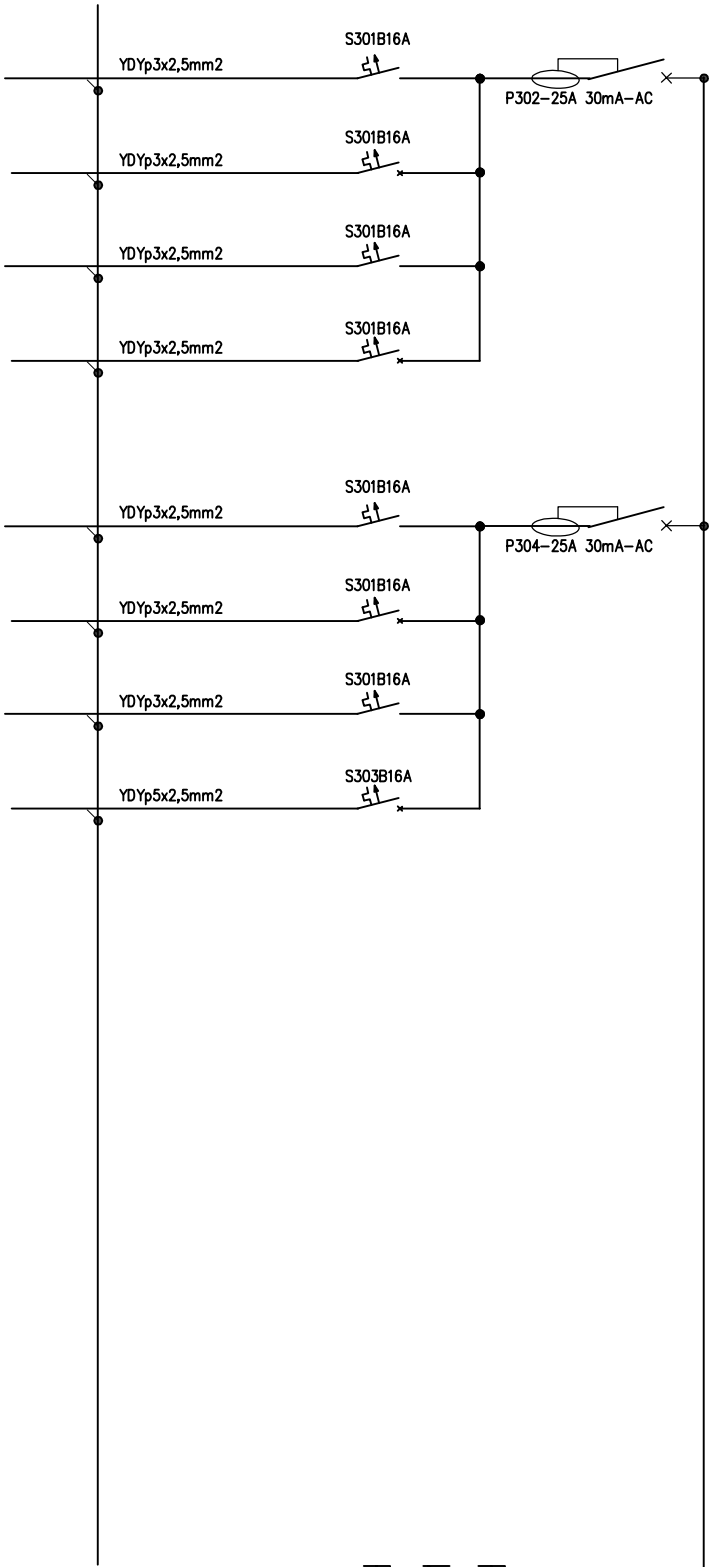 S301B16A
YDYp3x2,5mm2
P302-25A 30mA-AC
S301B16A
YDYp3x2,5mm2
S301B16A
YDYp3x2,5mm2
S301B16A
YDYp3x2,5mm2
S301B16A
YDYp3x2,5mm2
P304-25A 30mA-AC
S301B16A
YDYp3x2,5mm2
S301B16A
YDYp3x2,5mm2
S303B16A
YDYp5x2,5mm2